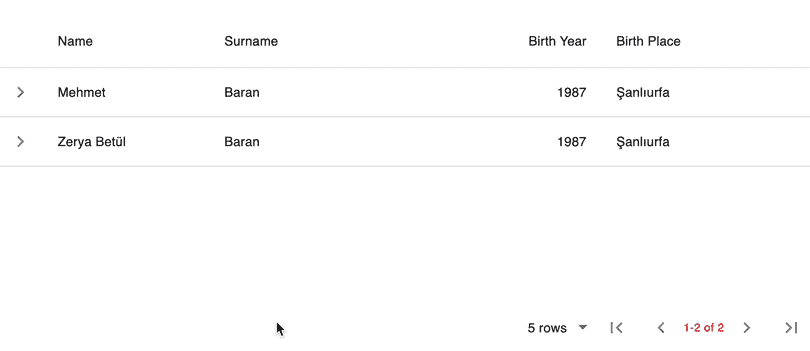 Name Surname Birth Year Birth Place
Mehmet Baran 1987 Şanlıurfa
Zerya Betül Baran 1987 Şanlıurfa
5 rows 1-2 of 2